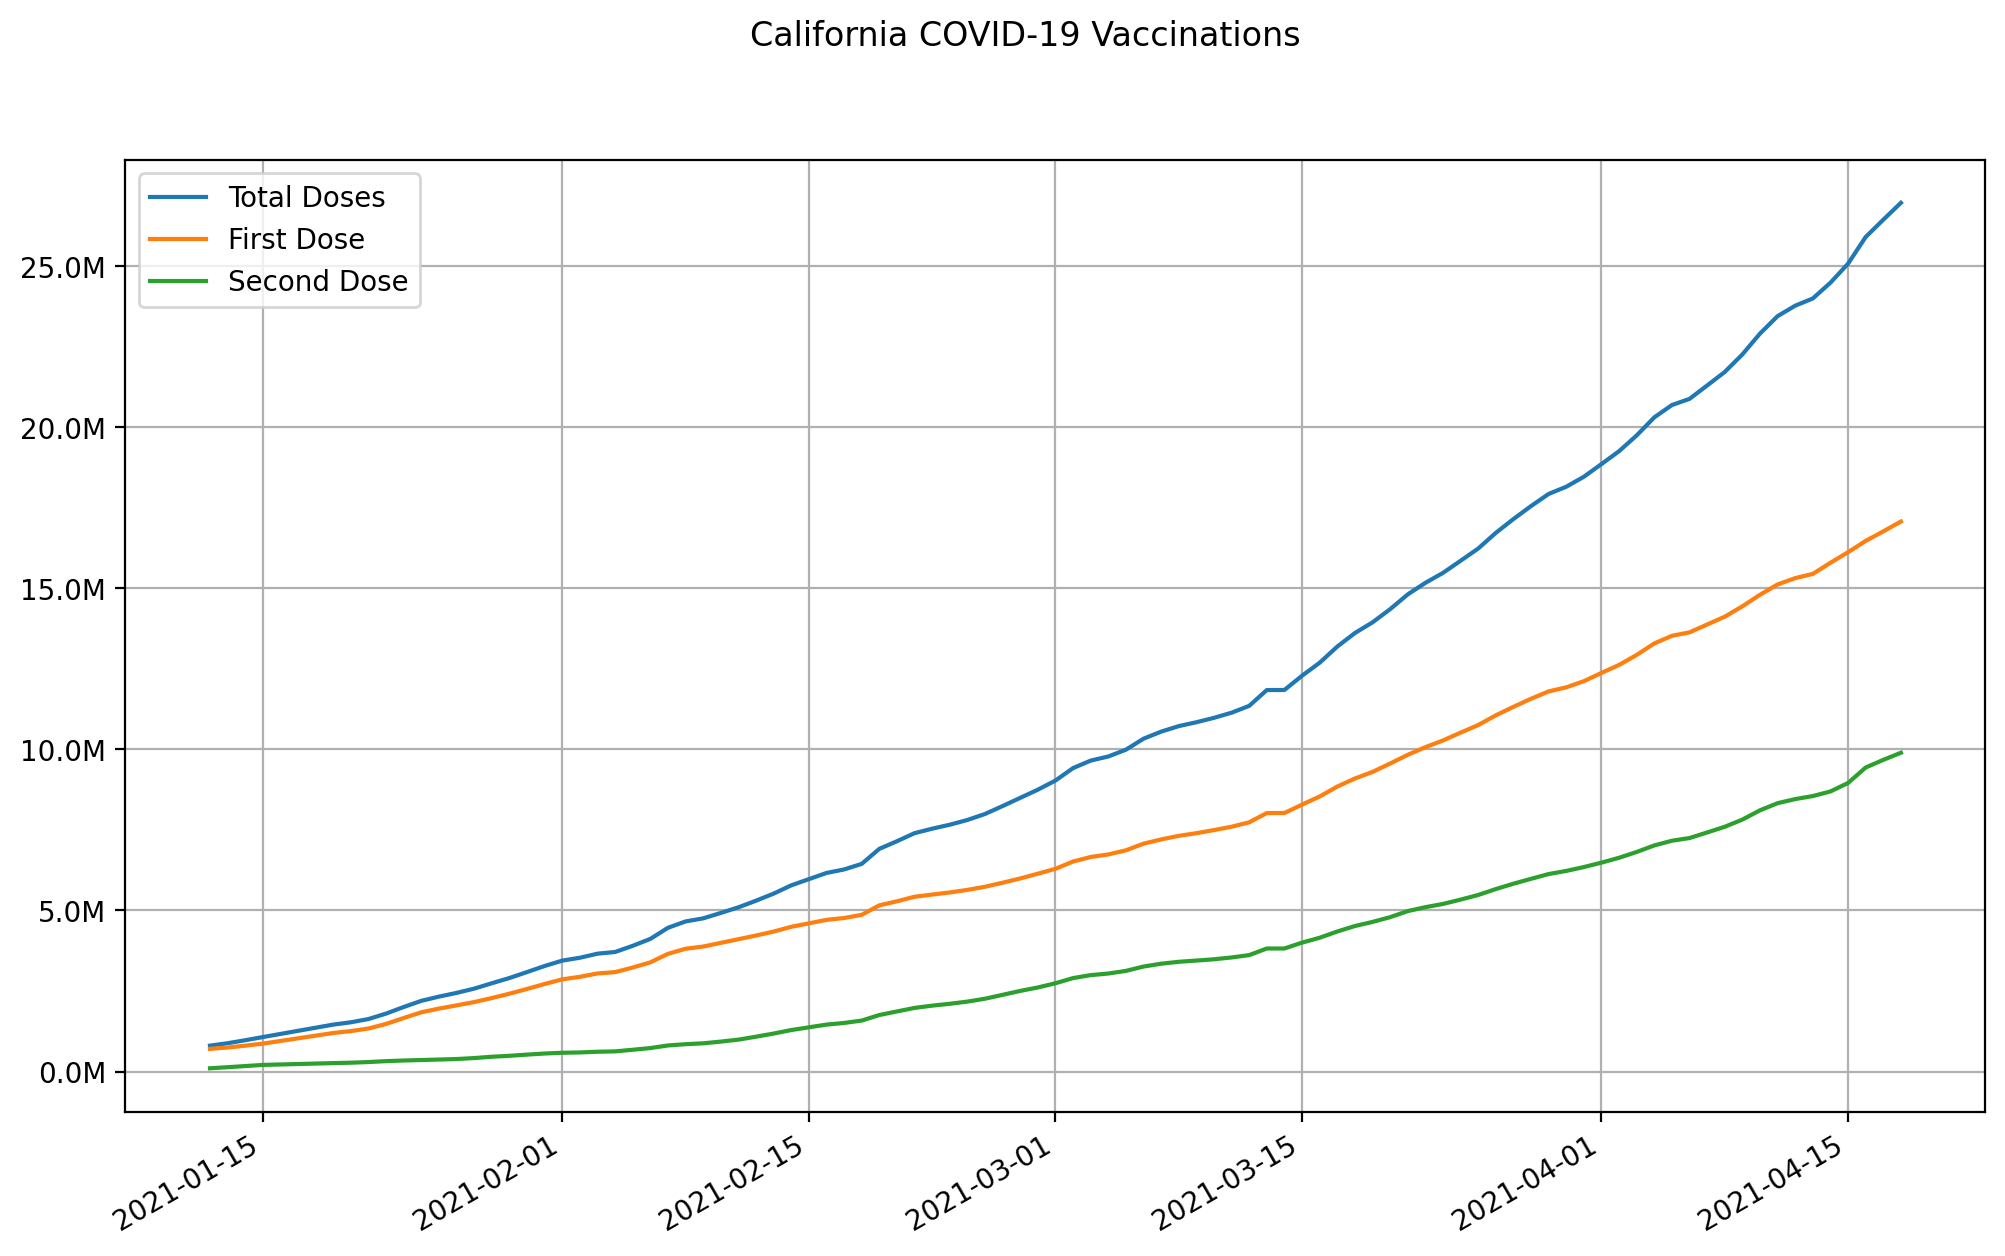 California COVID-19 Vaccinations
Total Doses
First Dose
Second Dose
25.0M
20.0M
15.0M
10.0M
5.0M
0.0M
2021-01-15
2021-02-01
2021-02-15
2021-03-01
2021-03-15
2021-04-01
2021-04-15